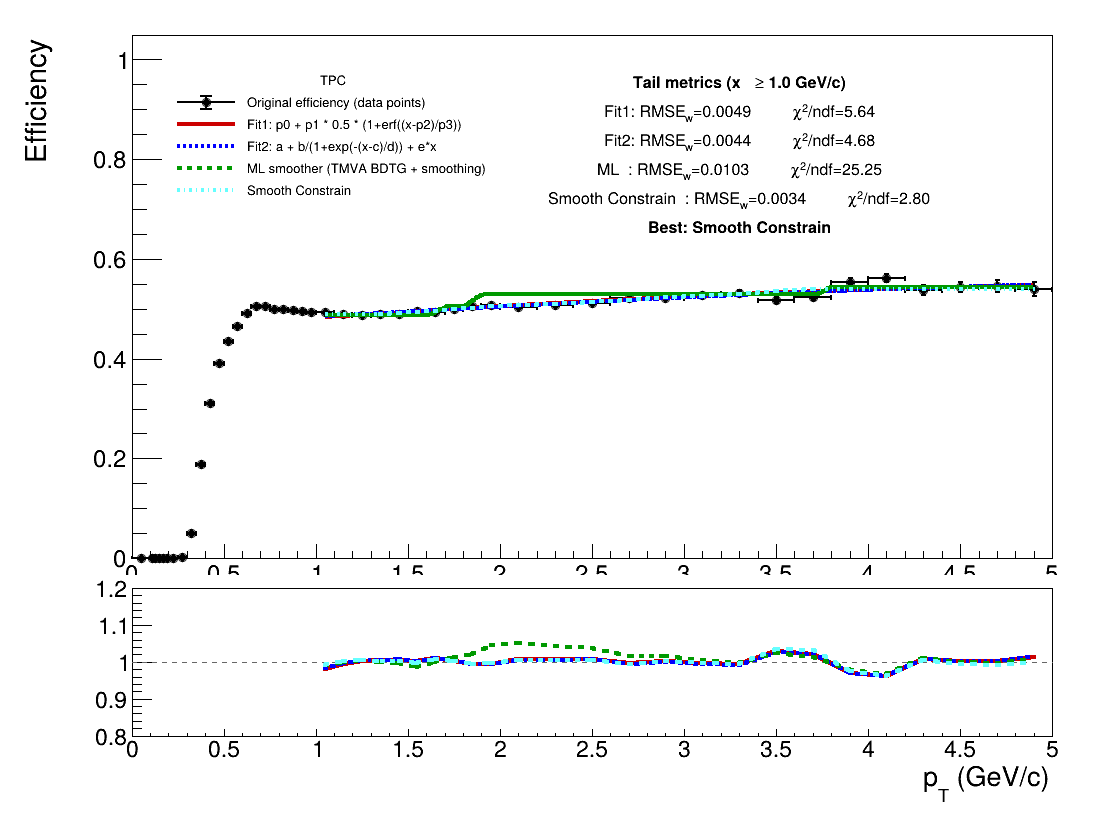 Efficiency
1
0.8
0.6
0.4
0.2
0
TPC
Original efficiency (data points)
Fit1: p0 + p1 * 0.5 * (1+erf((x-p2)/p3))
Fit2: a + b/(1+exp(-(x-c)/d)) + e*x
ML smoother (TMVA BDTG + smoothing)
Smooth Constrain
Tail metrics (x ≥ 1.0 GeV/c)
Fit1: RMSE_w=0.0049 χ²/ndf=5.64
Fit2: RMSE_w=0.0044 χ²/ndf=4.68
ML : RMSE_w=0.0103 χ²/ndf=25.25
Smooth Constrain : RMSE_w=0.0034 χ²/ndf=2.80
Best: Smooth Constrain
0 0.5 1 1.5 2 2.5 3 3.5 4 4.5 5
1.2
1.1
1
0.9
0.8
0 0.5 1 1.5 2 2.5 3 3.5 4 4.5 5
p_T (GeV/c)